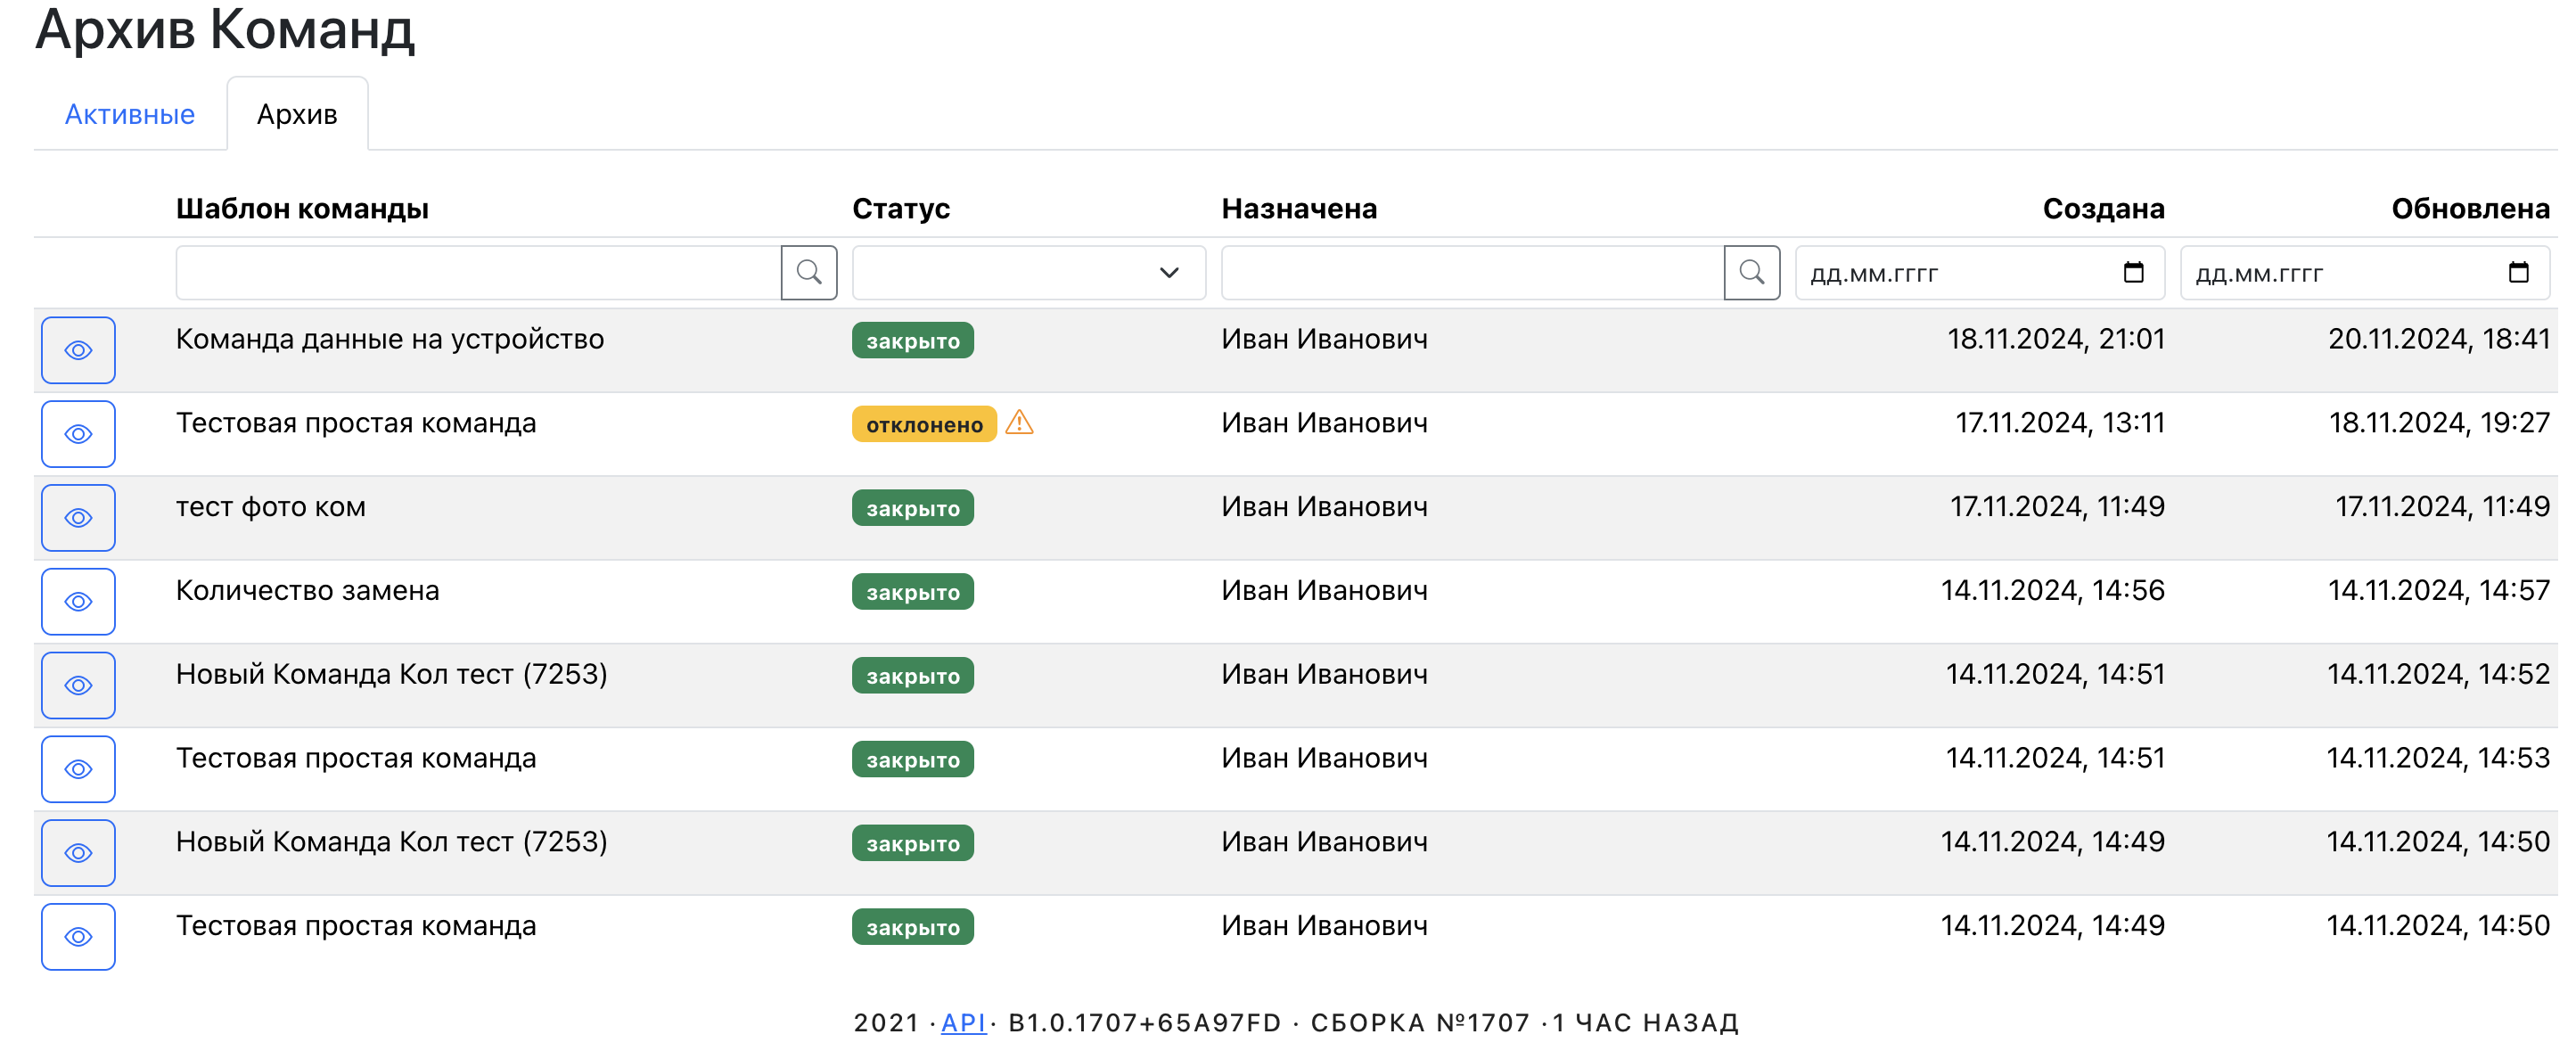 Архив Команд
Активные Архив
Шаблон команды Статус Назначена Создана Обновлена
дд.мм.гггг дд.мм.гггг
Команда данные на устройство закрыто Иван Иванович 18.11.2024, 21:01 20.11.2024, 18:41
Тестовая простая команда отклонено Иван Иванович 17.11.2024, 13:11 18.11.2024, 19:27
тест фото ком закрыто Иван Иванович 17.11.2024, 11:49 17.11.2024, 11:49
Количество замена закрыто Иван Иванович 14.11.2024, 14:56 14.11.2024, 14:57
Новый Команда Кол тест (7253) закрыто Иван Иванович 14.11.2024, 14:51 14.11.2024, 14:52
Тестовая простая команда закрыто Иван Иванович 14.11.2024, 14:51 14.11.2024, 14:53
Новый Команда Кол тест (7253) закрыто Иван Иванович 14.11.2024, 14:49 14.11.2024, 14:50
Тестовая простая команда закрыто Иван Иванович 14.11.2024, 14:49 14.11.2024, 14:50
2021 · API · B1.0.1707+65A97FD · СБОРКА №1707 · 1 ЧАС НАЗАД